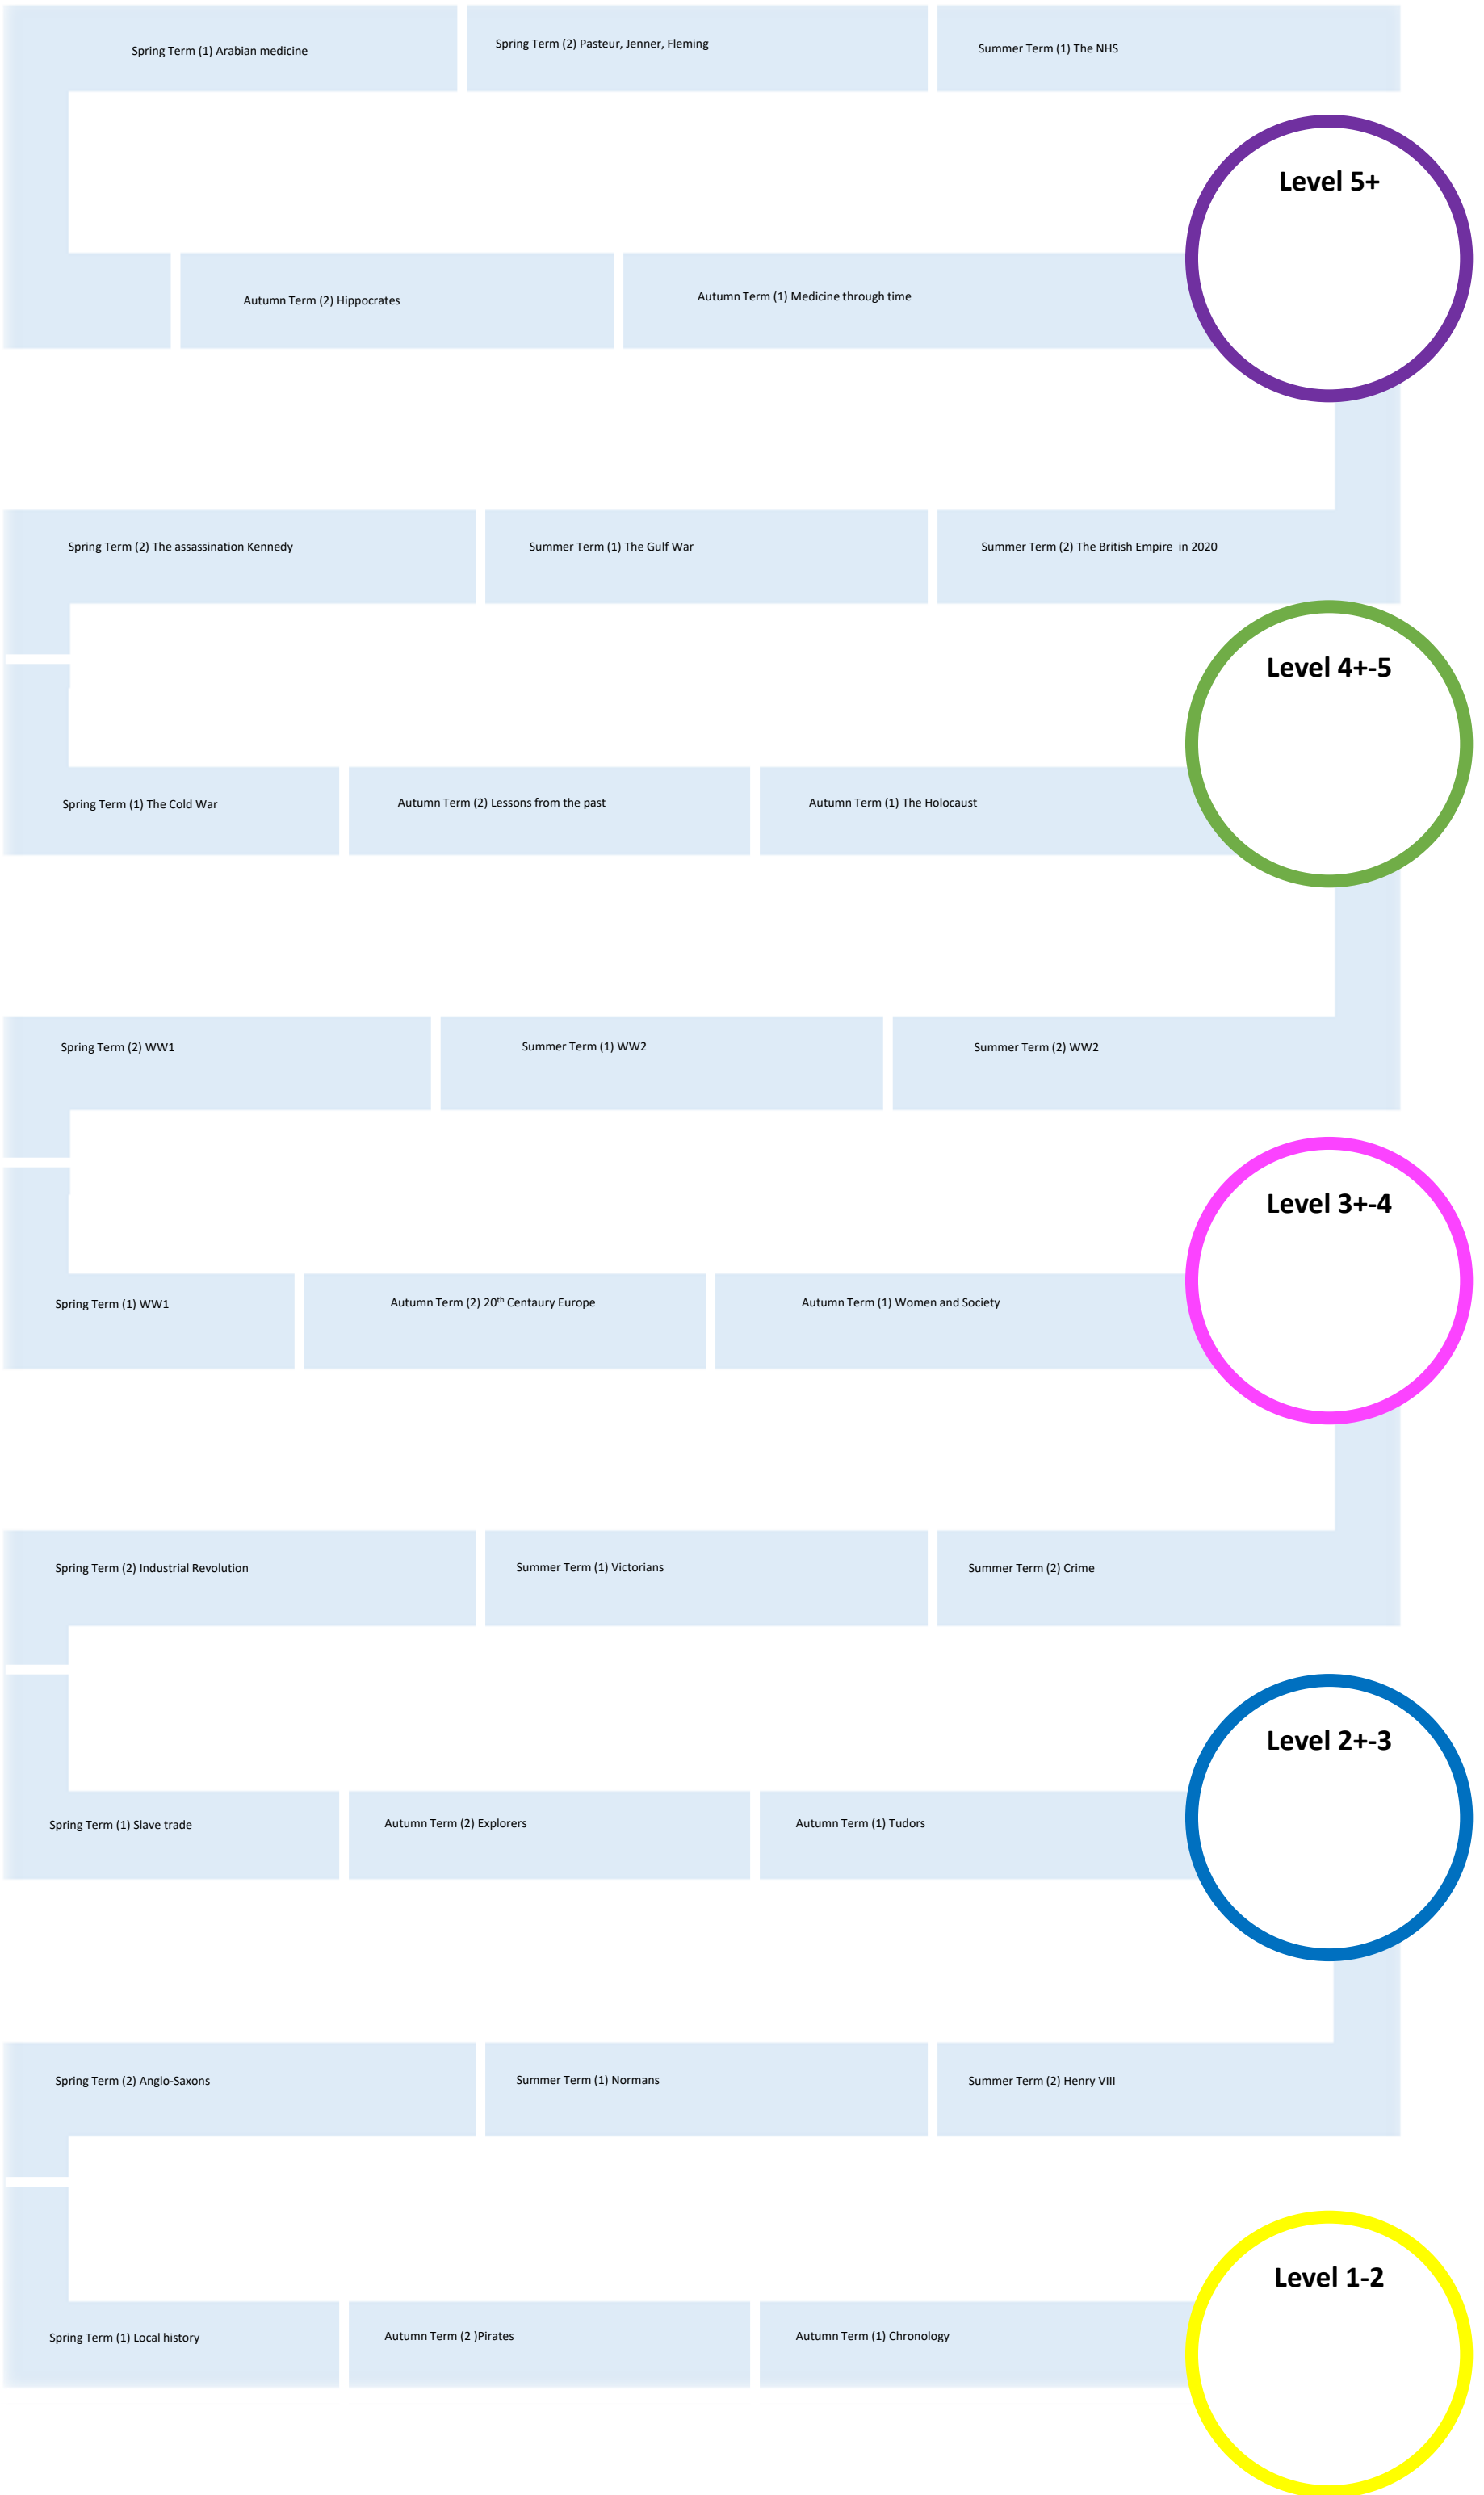 Spring Term (1) Arabian medicine
Spring Term (2) Pasteur, Jenner, Fleming
Summer Term (1) The NHS
Level 5+
Autumn Term (2) Hippocrates
Autumn Term (1) Medicine through time
Spring Term (2) The assassination Kennedy
Summer Term (1) The Gulf War
Summer Term (2) The British Empire  in 2020
Level 4+-5
Spring Term (1) The Cold War
Autumn Term (2) Lessons from the past
Autumn Term (1) The Holocaust
Spring Term (2) WW1
Summer Term (1) WW2
Summer Term (2) WW2
Level 3+-4
Spring Term (1) WW1
Autumn Term (2) 20th Centaury Europe
Autumn Term (1) Women and Society
Spring Term (2) Industrial Revolution
Summer Term (1) Victorians
Summer Term (2) Crime
Level 2+-3
Spring Term (1) Slave trade
Autumn Term (2) Explorers
Autumn Term (1) Tudors
Spring Term (2) Anglo-Saxons
Summer Term (1) Normans
Summer Term (2) Henry VIII
Level 1-2
Spring Term (1) Local history
Autumn Term (2 )Pirates
Autumn Term (1) Chronology